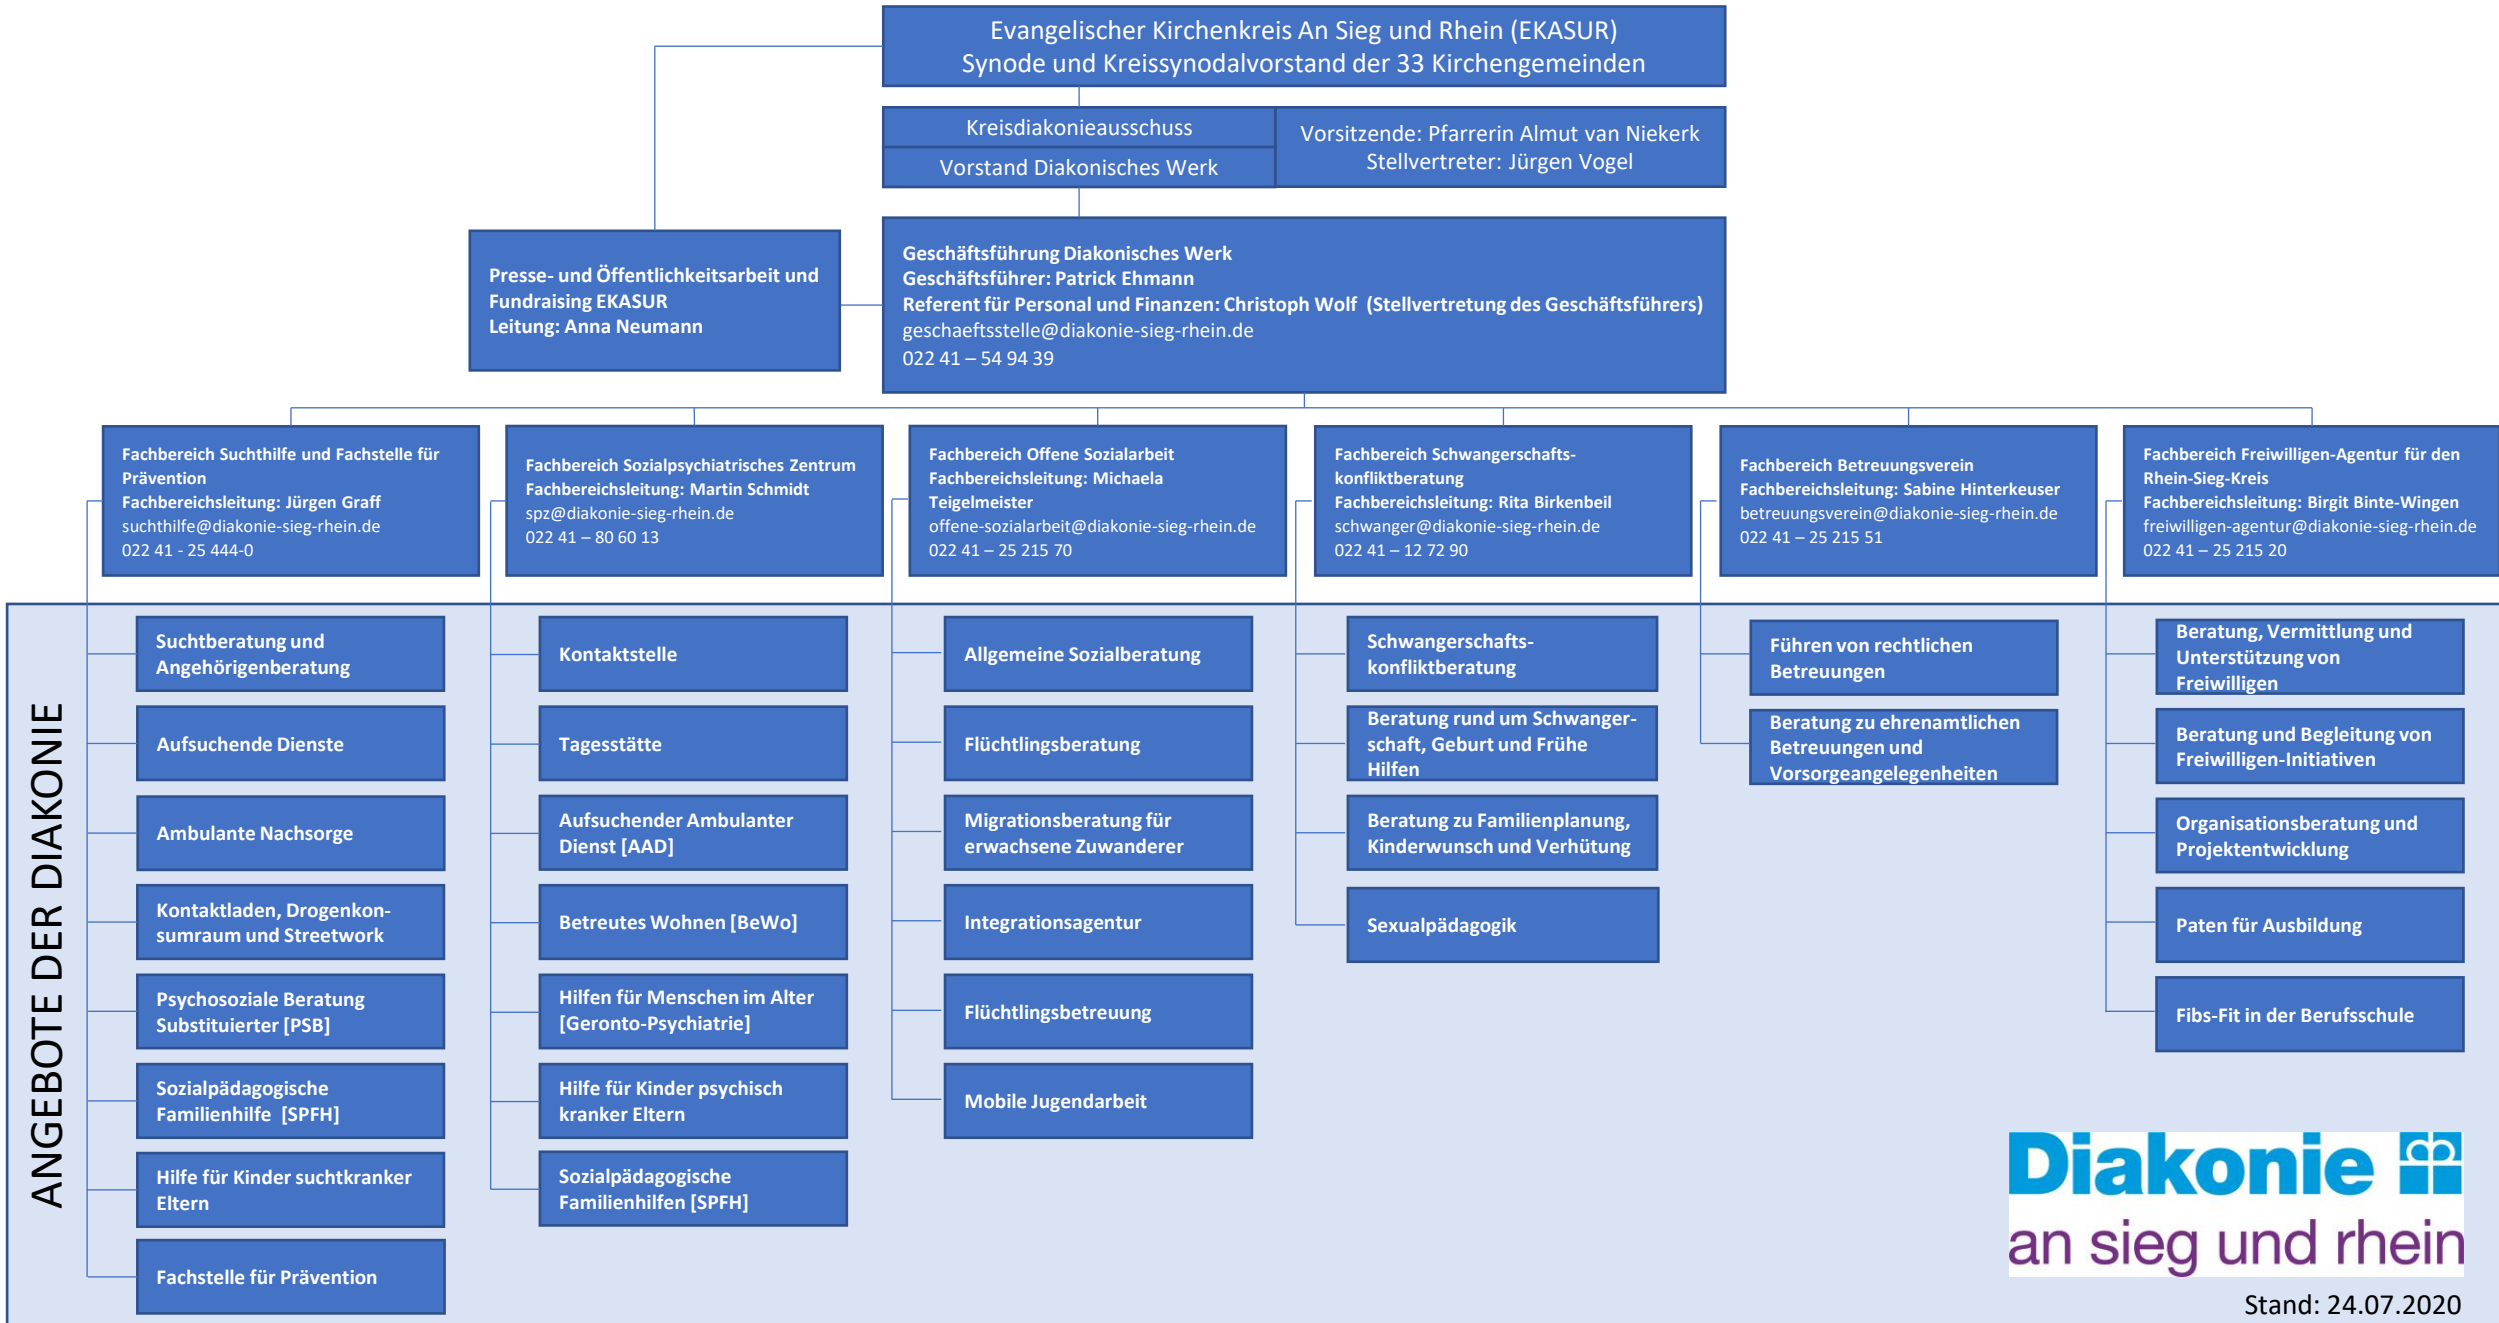 Evangelischer Kirchenkreis An Sieg und Rhein (EKASUR)
Synode und Kreissynodalvorstand der 33 Kirchengemeinden
Kreisdiakonieausschuss
Vorstand Diakonisches Werk
Vorsitzende: Pfarrerin Almut van Niekerk
Stellvertreter: Jürgen Vogel
Presse- und Öffentlichkeitsarbeit und
Fundraising EKASUR
Leitung: Anna Neumann
Geschäftsführung Diakonisches Werk
Geschäftsführer: Patrick Ehmann
Referent für Personal und Finanzen: Christoph Wolf (Stellvertretung des Geschäftsführers)
geschaeftsstelle@diakonie-sieg-rhein.de
022 41 – 54 94 39
Fachbereich Suchthilfe und Fachstelle für
Prävention
Fachbereichsleitung: Jürgen Graff
suchthilfe@diakonie-sieg-rhein.de
022 41 - 25 444-0
Fachbereich Sozialpsychiatrisches Zentrum
Fachbereichsleitung: Martin Schmidt
spz@diakonie-sieg-rhein.de
022 41 – 80 60 13
Fachbereich Offene Sozialarbeit
Fachbereichsleitung: Michaela
Teigelmeister
offene-sozialarbeit@diakonie-sieg-rhein.de
022 41 – 25 215 70
Fachbereich Schwangerschafts-
konfliktberatung
Fachbereichsleitung: Rita Birkenbeil
schwanger@diakonie-sieg-rhein.de
022 41 – 12 72 90
Fachbereich Betreuungsverein
Fachbereichsleitung: Sabine Hinterkeuser
betreuungsverein@diakonie-sieg-rhein.de
022 41 – 25 215 51
Fachbereich Freiwilligen-Agentur für den
Rhein-Sieg-Kreis
Fachbereichsleitung: Birgit Binte-Wingen
freiwilligen-agentur@diakonie-sieg-rhein.de
022 41 – 25 215 20
ANGEBOTE DER DIAKONIE
Suchtberatung und
Angehörigenberatung
Aufsuchende Dienste
Ambulante Nachsorge
Kontaktladen, Drogenkon-
sumraum und Streetwork
Psychosoziale Beratung
Substituierter [PSB]
Sozialpädagogische
Familienhilfe [SPFH]
Hilfe für Kinder suchtkranker
Eltern
Fachstelle für Prävention
Kontaktstelle
Tagesstätte
Aufsuchender Ambulanter
Dienst [AAD]
Betreutes Wohnen [BeWo]
Hilfen für Menschen im Alter
[Geronto-Psychiatrie]
Hilfe für Kinder psychisch
kranker Eltern
Sozialpädagogische
Familienhilfen [SPFH]
Allgemeine Sozialberatung
Flüchtlingsberatung
Migrationsberatung für
erwachsene Zuwanderer
Integrationsagentur
Flüchtlingsbetreuung
Mobile Jugendarbeit
Schwangerschafts-
konfliktberatung
Beratung rund um Schwanger-
schaft, Geburt und Frühe
Hilfen
Beratung zu Familienplanung,
Kinderwunsch und Verhütung
Sexualpädagogik
Führen von rechtlichen
Betreuungen
Beratung zu ehrenamtlichen
Betreuungen und
Vorsorgeangelegenheiten
Beratung, Vermittlung und
Unterstützung von
Freiwilligen
Beratung und Begleitung von
Freiwilligen-Initiativen
Organisationsberatung und
Projektentwicklung
Paten für Ausbildung
Fibs-Fit in der Berufsschule
Diakonie
an sieg und rhein
Stand: 24.07.2020